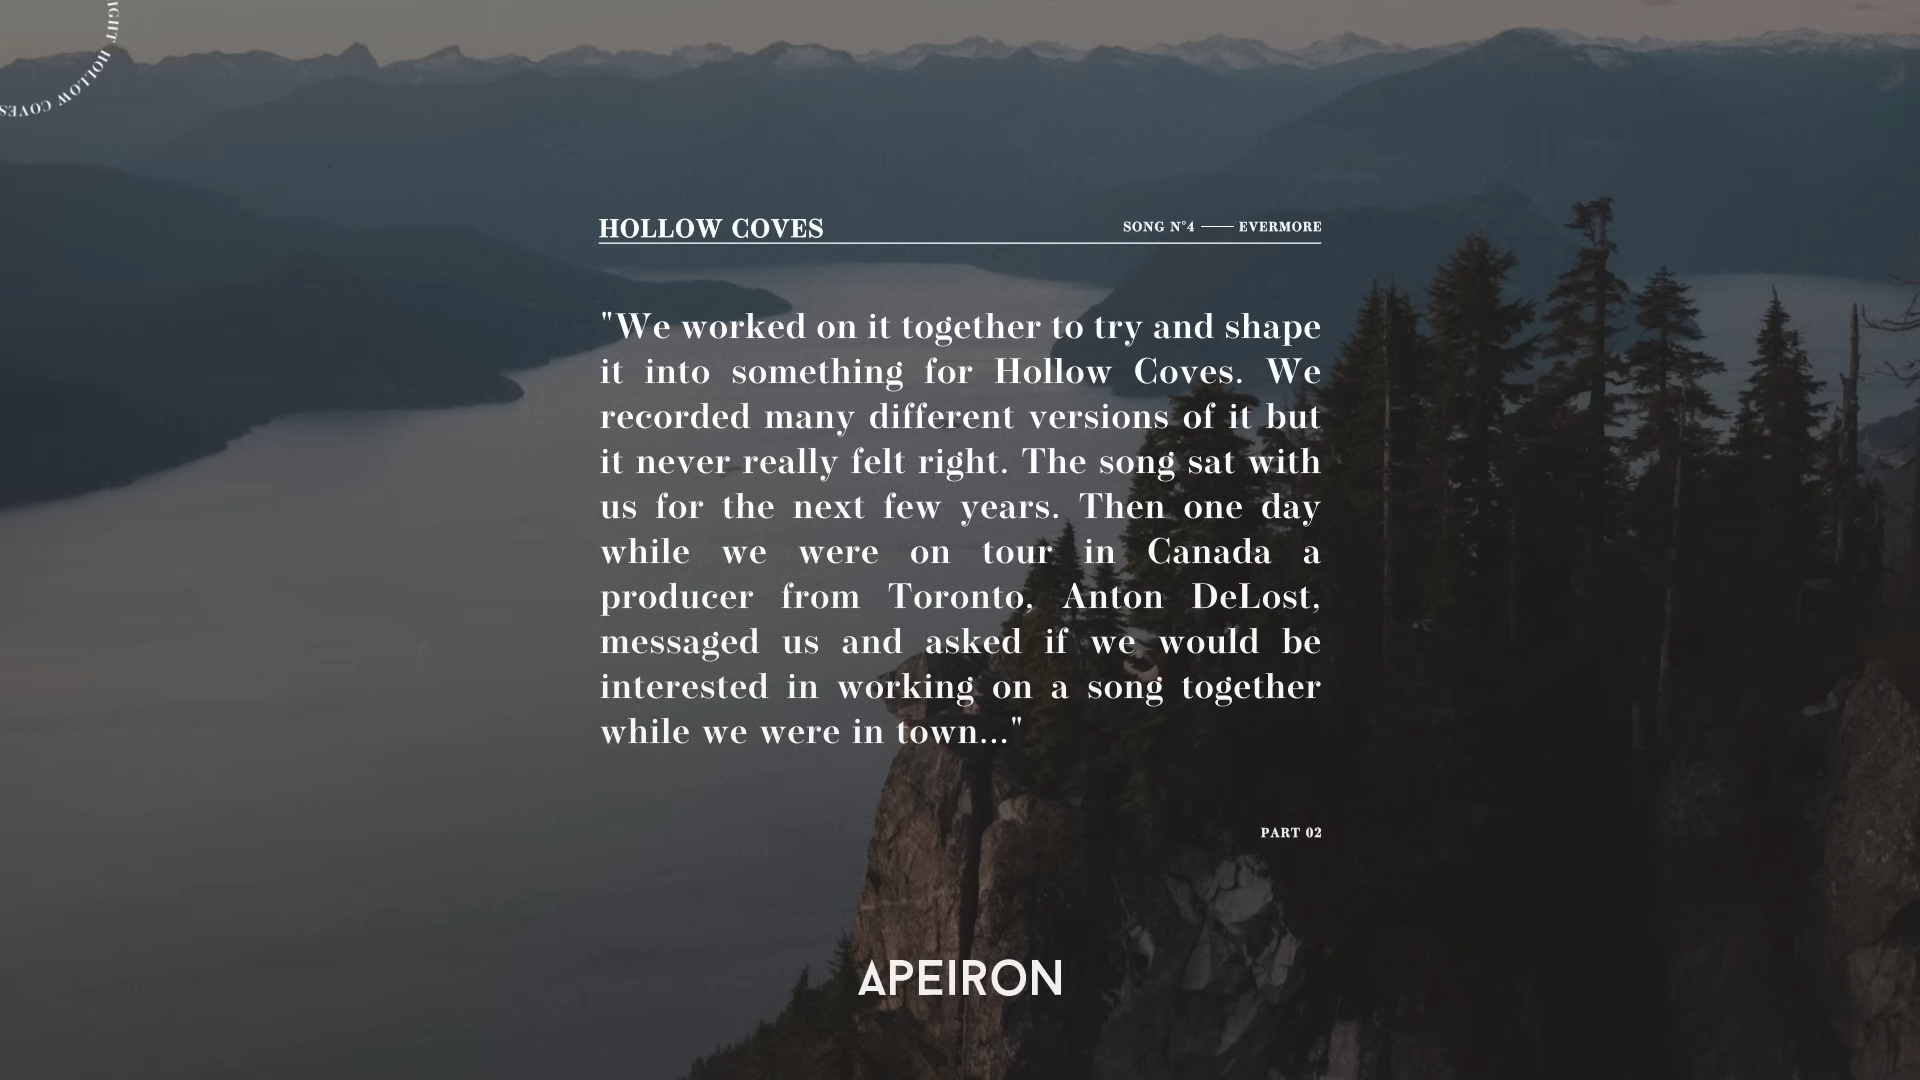 IGHT HOLLOW COVES
HOLLOW COVES
SONG N°4 — EVERMORE
"We worked on it together to try and shape
it into something for Hollow Coves. We
recorded many different versions of it but
it never really felt right. The song sat with
us for the next few years. Then one day
while we were on tour in Canada a
producer from Toronto, Anton DeLost,
messaged us and asked if we would be
interested in working on a song together
while we were in town..."
PART 02
APEIRON